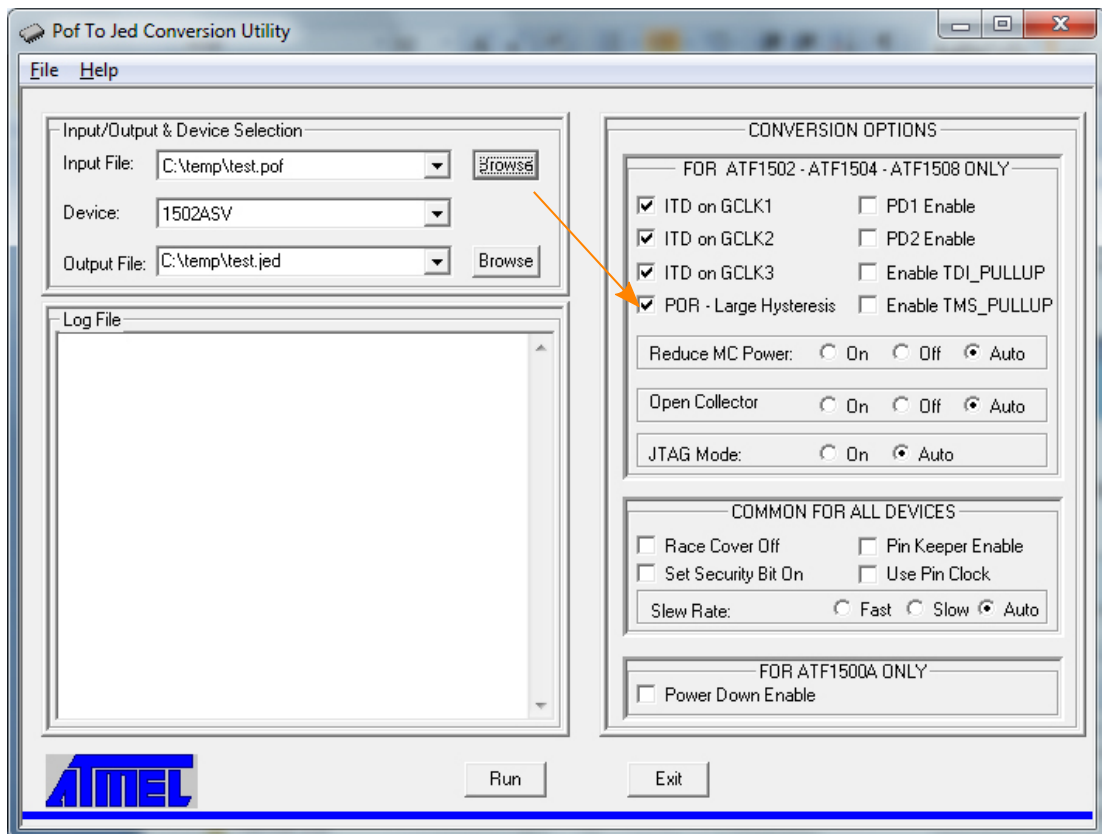 Pof To Jed Conversion Utility
File Help
Input/Output & Device Selection
Input File: C:\temp\test.pof Browse
Device: 1502ASV
Output File: C:\temp\test.jed Browse
Log File
CONVERSION OPTIONS
FOR ATF1502 - ATF1504 - ATF1508 ONLY
ITD on GCLK1 PD1 Enable
ITD on GCLK2 PD2 Enable
ITD on GCLK3 Enable TDI_PULLUP
POR - Large Hysteresis Enable TMS_PULLUP
Reduce MC Power: On Off Auto
Open Collector On Off Auto
JTAG Mode: On Auto
COMMON FOR ALL DEVICES
Race Cover Off Pin Keeper Enable
Set Security Bit On Use Pin Clock
Slew Rate: Fast Slow Auto
FOR ATF1500A ONLY
Power Down Enable
ATMEL
Run Exit